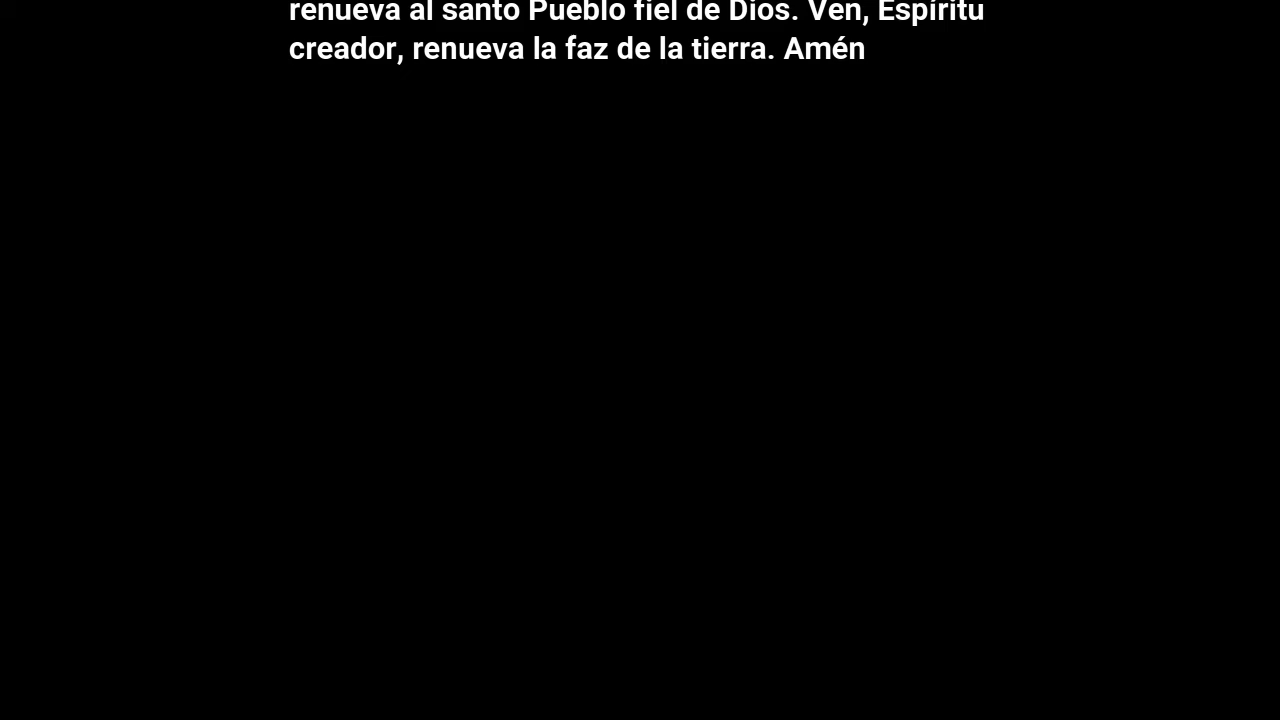 renueva al santo Pueblo fiel de Dios. Ven, Espíritu
creador, renueva la faz de la tierra. Amén